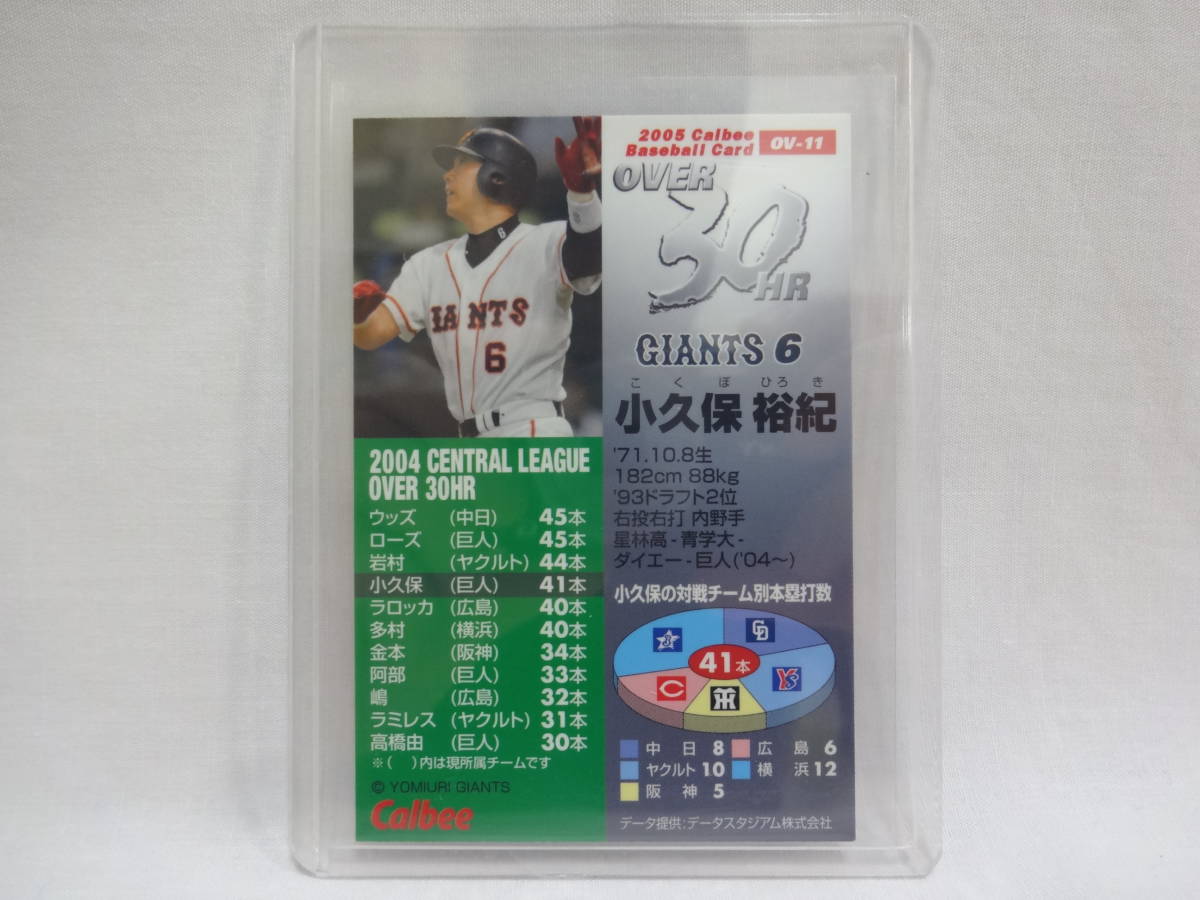 6
IANTS
6
2004 CENTRAL LEAGUE
OVER 30HR
ウッズ (中日) 45本
ローズ (巨人) 45本
岩村 (ヤクルト) 44本
小久保 (巨人) 41本
ラロッカ (広島) 40本
多村 (横浜) 40本
金本 (阪神) 34本
阿部 (巨人) 33本
嶋 (広島) 32本
ラミレス (ヤクルト) 31本
高橋由 (巨人) 30本
※( )内は現所属チームです
© YOMIURI GIANTS
Calbee
2005 Calbee
Baseball Card
OV-11
OVER
30
HR
GIANTS 6
こくぼ ひろき
小久保 裕紀
'71.10.8生
182cm 88kg
'93ドラフト2位
右投右打 内野手
星林高-青学大-
ダイエー-巨人('04～)
小久保の対戦チーム別本塁打数
CD
41本
YS
C
中日 8 広島 6
ヤクルト 10 横浜 12
阪神 5
データ提供:データスタジアム株式会社